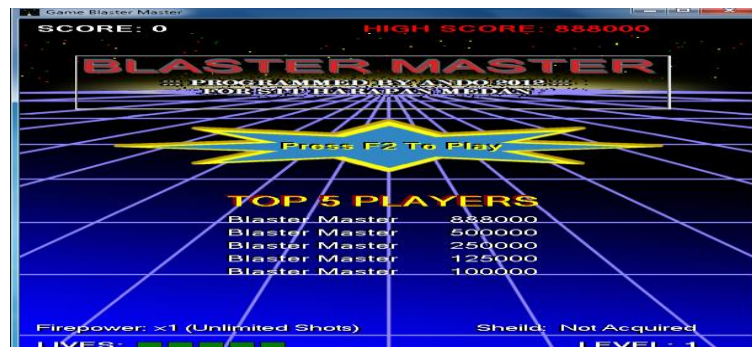 Game Blaster Master
SCORE: 0 HIGH SCORE: 888000
BLASTER MASTER
PROGRAMMED BY ANDO 2012
FOR STT HARAPAN MEDAN
Press F2 To Play
TOP 5 PLAYERS
Blaster Master 888000
Blaster Master 500000
Blaster Master 250000
Blaster Master 125000
Blaster Master 100000
Firepower: x1 (Unlimited Shots) Sheild: Not Acquired
LIVES: LEVEL: 1